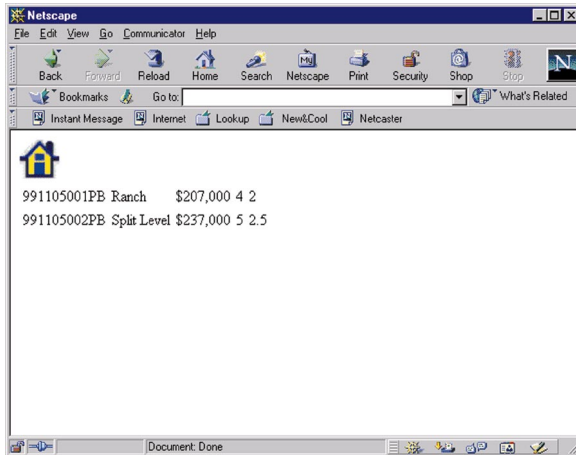 Netscape
File Edit View Go Communicator Help
Back Forward Reload Home Search Netscape Print Security Shop Stop N
Bookmarks Go to: What's Related
Instant Message Internet Lookup New&Cool Netcaster
991105001PB Ranch $207,000 4 2
991105002PB Split Level $237,000 5 2.5
Document: Done